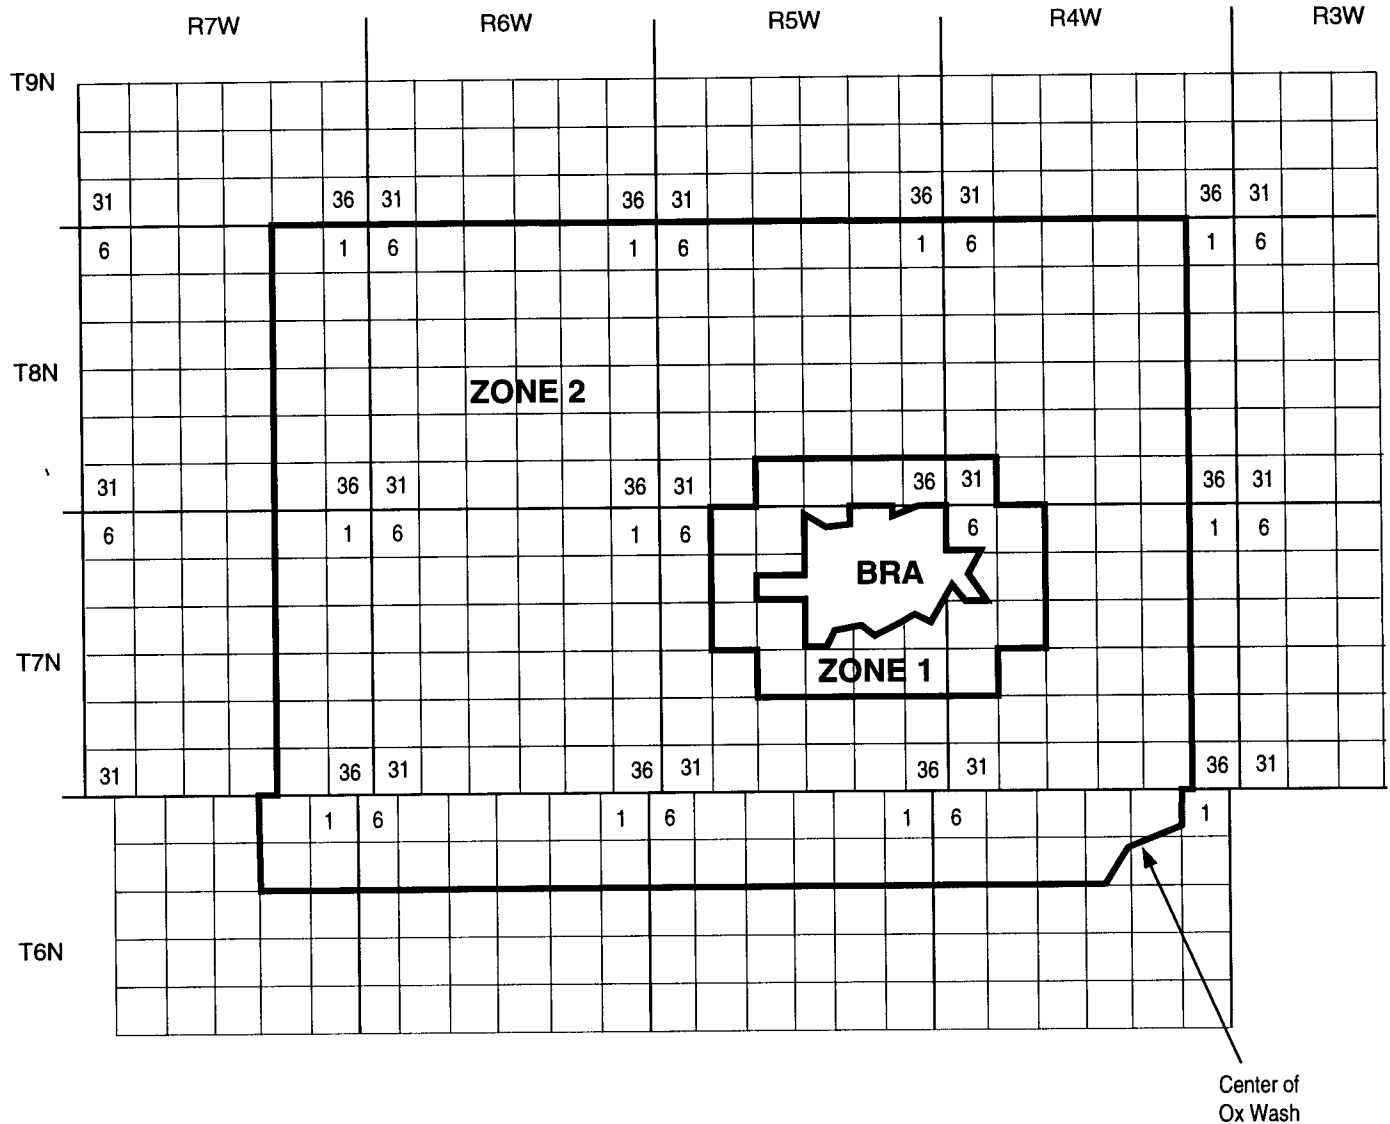 R7W R6W R5W R4W R3W
T9N
31 36 31 36 31 36 31 36 31
6 1 6 1 6 1 6 1 6
T8N
ZONE 2
31 36 31 36 31 36 31 36 31
6 1 6 1 6 6 1 6
BRA
T7N
ZONE 1
31 36 31 36 31 36 31 36 31
1 6 1 6 1 6 1
T6N
Center of
Ox Wash